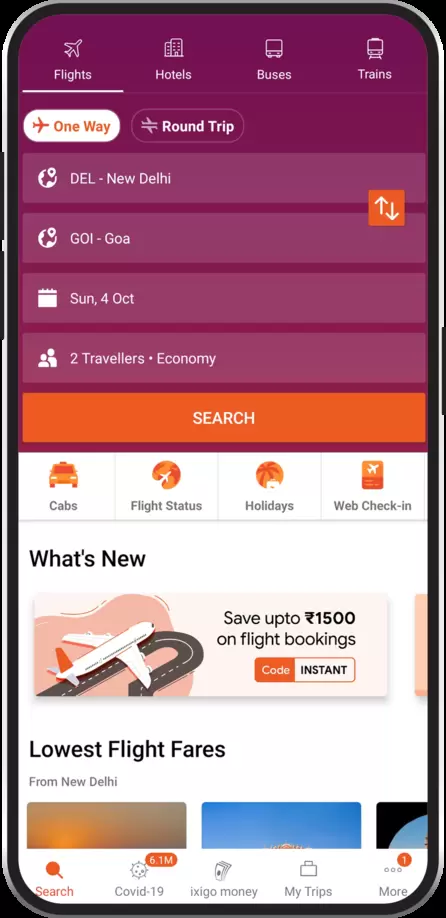 Flights
Hotels
Buses
Trains
One Way
Round Trip
DEL - New Delhi
GOI - Goa
Sun, 4 Oct
2 Travellers • Economy
SEARCH
Cabs
Flight Status
Holidays
Web Check-in
What's New
Save upto ₹1500
on flight bookings
Code INSTANT
Lowest Flight Fares
From New Delhi
6.1M
1
Search
Covid-19
ixigo money
My Trips
More